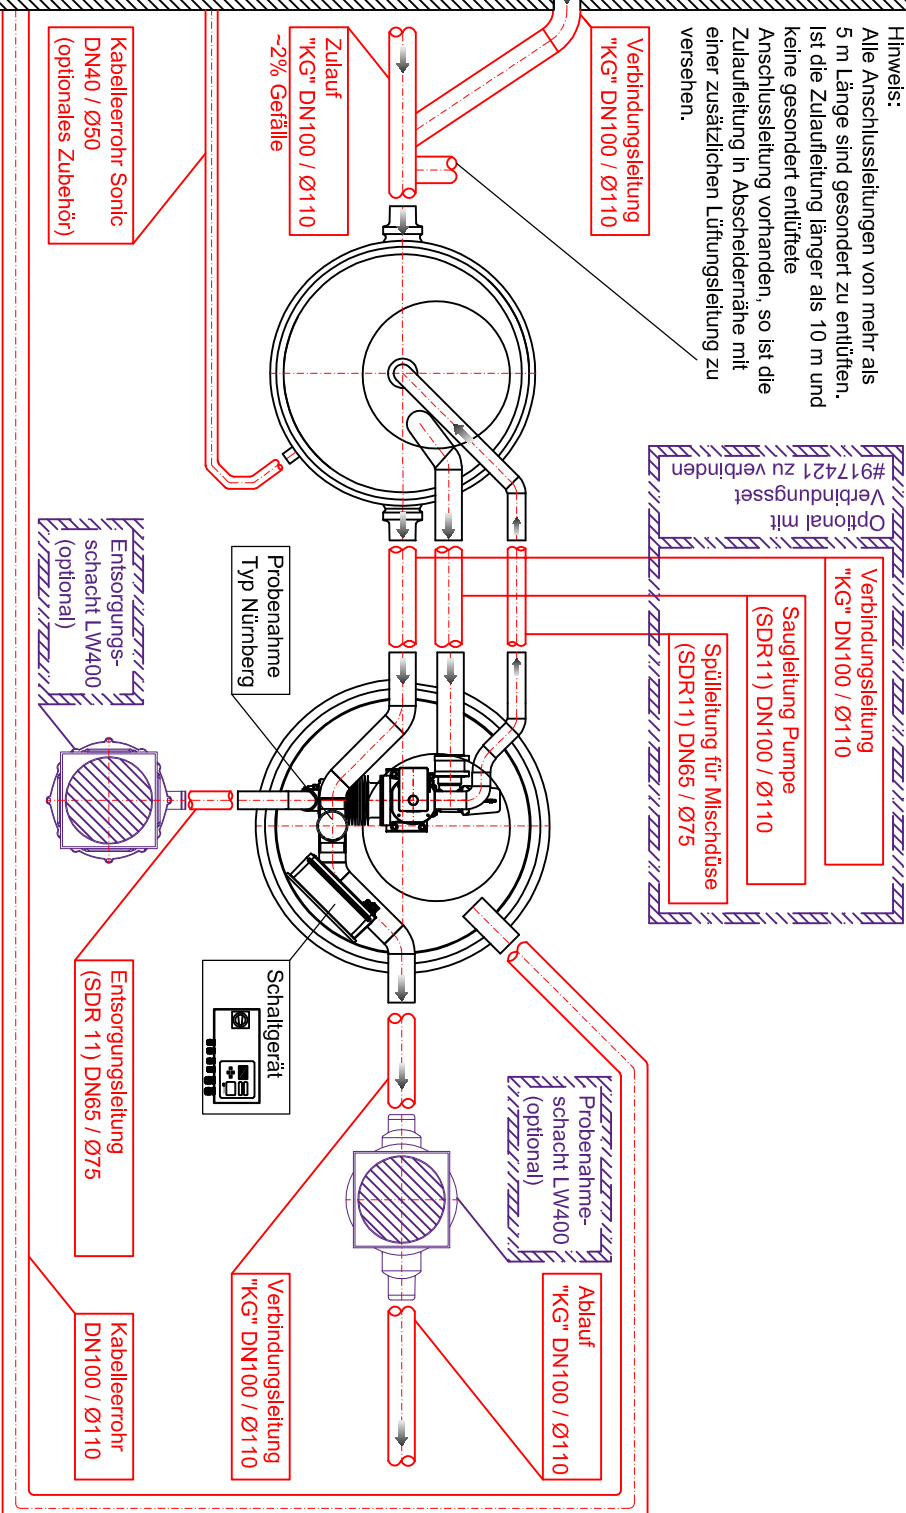 Hinweis:
Alle Anschlussleitungen von mehr als
5 m Länge sind gesondert zu entlüften.
Ist die Zulaufleitung länger als 10 m und
keine gesondert entlüftete
Anschlussleitung vorhanden, so ist die
Zulaufleitung in Abscheidernähe mit
einer zusätzlichen Lüftungsleitung zu
versehen.
Verbindungsleitung
"KG" DN100 / Ø110
Zulauf
"KG" DN100 / Ø110
~2% Gefälle
Kabelleerrohr Sonic
DN40 / Ø50
(optionales Zubehör)
Optional mit
Verbindungsset
#917421 zu verbinden
Verbindungsleitung
"KG" DN100 / Ø110
Saugleitung Pumpe
(SDR11) DN100 / Ø110
Spülleitung für Mischdüse
(SDR11) DN65 / Ø75
Probenahme
Typ Nürnberg
Entsorgungs-
schacht LW400
(optional)
Schaltgerät
Entsorgungsleitung
(SDR 11) DN65 / Ø75
Probenahme-
schacht LW400
(optional)
Ablauf
"KG" DN100 / Ø110
Verbindungsleitung
"KG" DN100 / Ø110
Kabelleerrohr
DN100 / Ø110